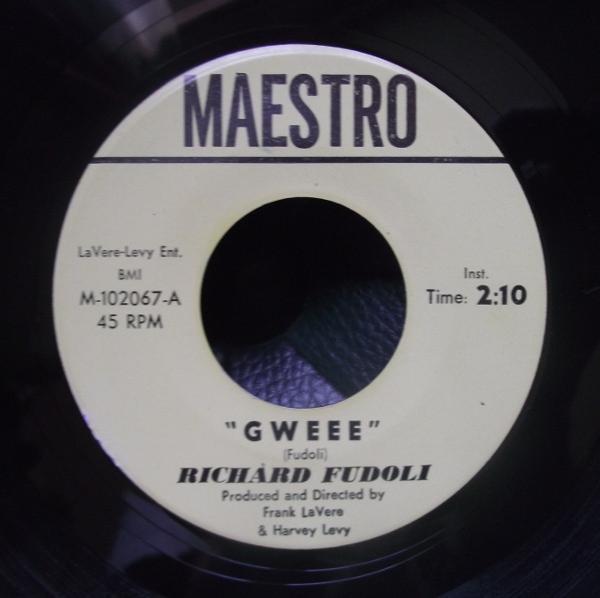 MAESTRO
LaVere-Levy Ent.
BMI
M-102067-A
45 RPM
Inst.
Time: 2:10
"GWEEE"
(Fudoli)
RICHARD FUDOLI
Produced and Directed by
Frank LaVere
& Harvey Levy